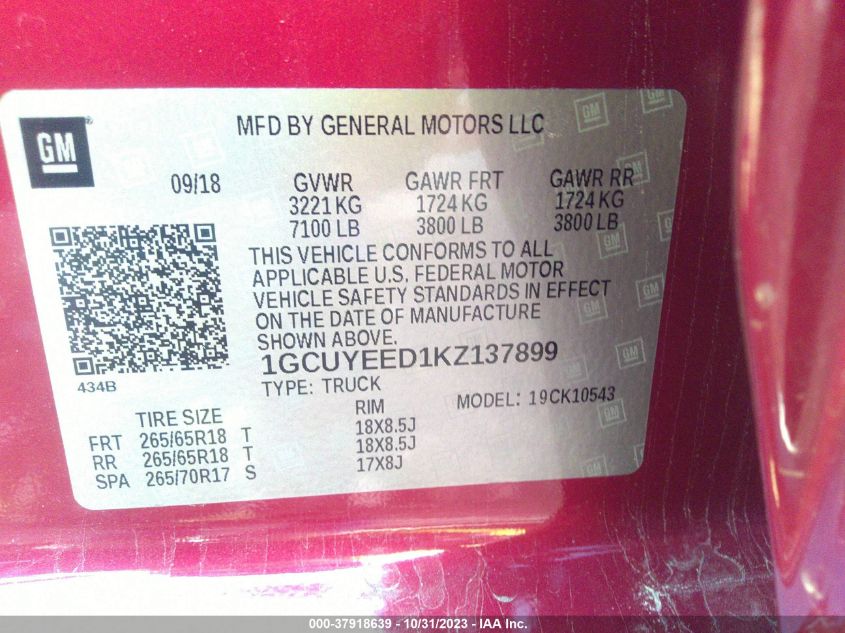 GM
MFD BY GENERAL MOTORS LLC
09/18 GVWR GAWR FRT GAWR RR
3221 KG 1724 KG 1724 KG
7100 LB 3800 LB 3800 LB
THIS VEHICLE CONFORMS TO ALL
APPLICABLE U.S. FEDERAL MOTOR
VEHICLE SAFETY STANDARDS IN EFFECT
ON THE DATE OF MANUFACTURE
SHOWN ABOVE.
434B
1GCUYEED1KZ137899
TYPE: TRUCK
MODEL: 19CK10543
TIRE SIZE RIM
FRT 265/65R18 T 18X8.5J
RR 265/65R18 T 18X8.5J
SPA 265/70R17 S 17X8J
000-37918639 - 10/31/2023 - IAA Inc.